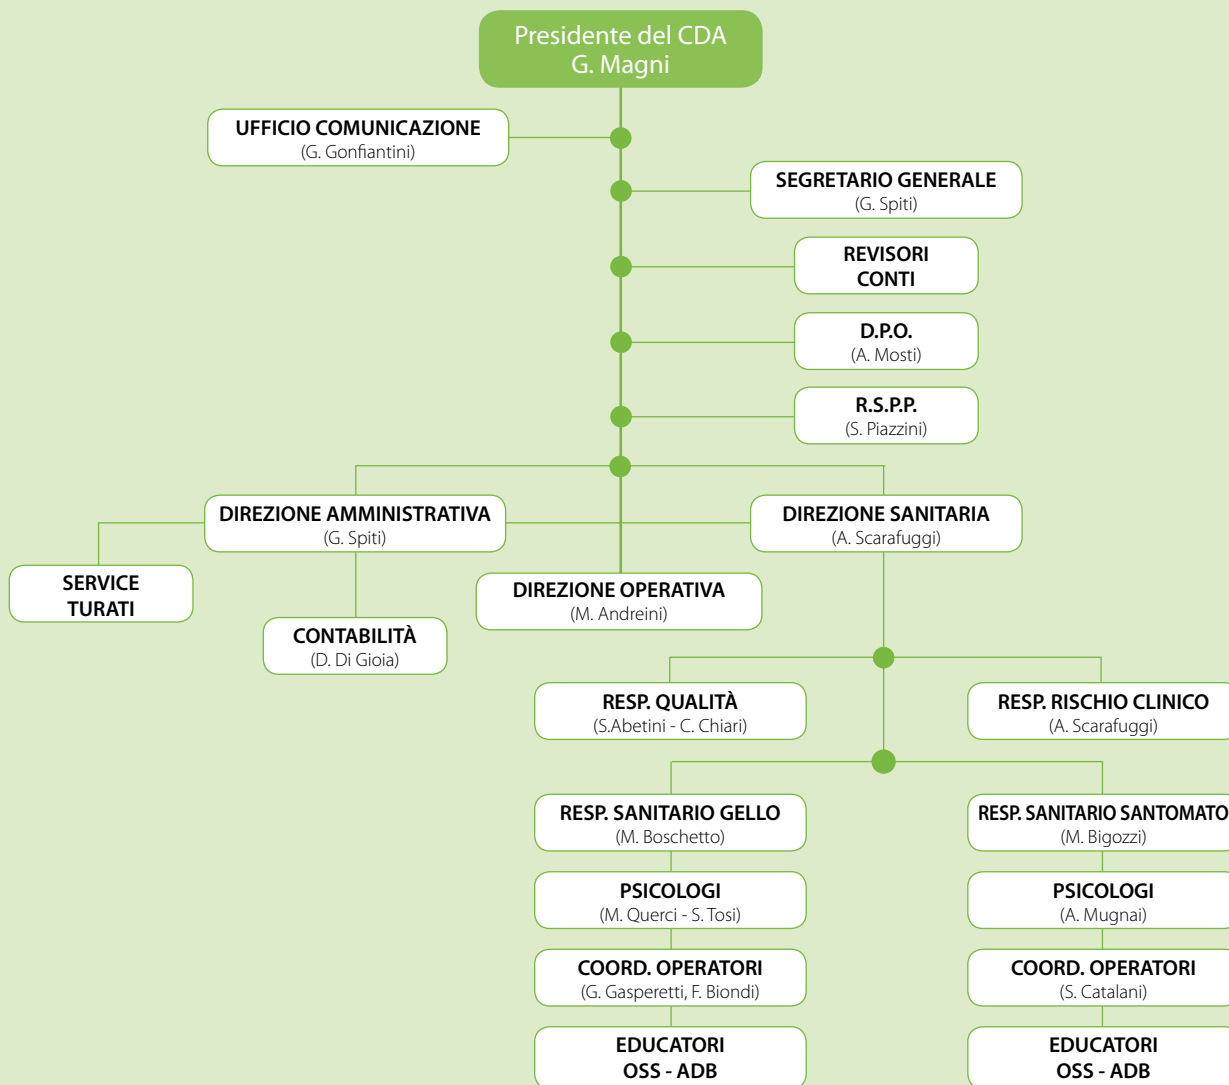 Presidente del CDA
G. Magni
UFFICIO COMUNICAZIONE
(G. Gonfiantini)
SEGRETARIO GENERALE
(G. Spiti)
REVISORI
CONTI
D.P.O.
(A. Mosti)
R.S.P.P.
(S. Piazzini)
DIREZIONE AMMINISTRATIVA
(G. Spiti)
DIREZIONE SANITARIA
(A. Scarafuggi)
SERVICE
TURATI
DIREZIONE OPERATIVA
(M. Andreini)
CONTABILITÀ
(D. Di Gioia)
RESP. QUALITÀ
(S.Abetini - C. Chiari)
RESP. RISCHIO CLINICO
(A. Scarafuggi)
RESP. SANITARIO GELLO
(M. Boschetto)
RESP. SANITARIO SANTOMATO
(M. Bigozzi)
PSICOLOGI
(M. Querci - S. Tosi)
PSICOLOGI
(A. Mugnai)
COORD. OPERATORI
(G. Gasperetti, F. Biondi)
COORD. OPERATORI
(S. Catalani)
EDUCATORI
OSS - ADB
EDUCATORI
OSS - ADB